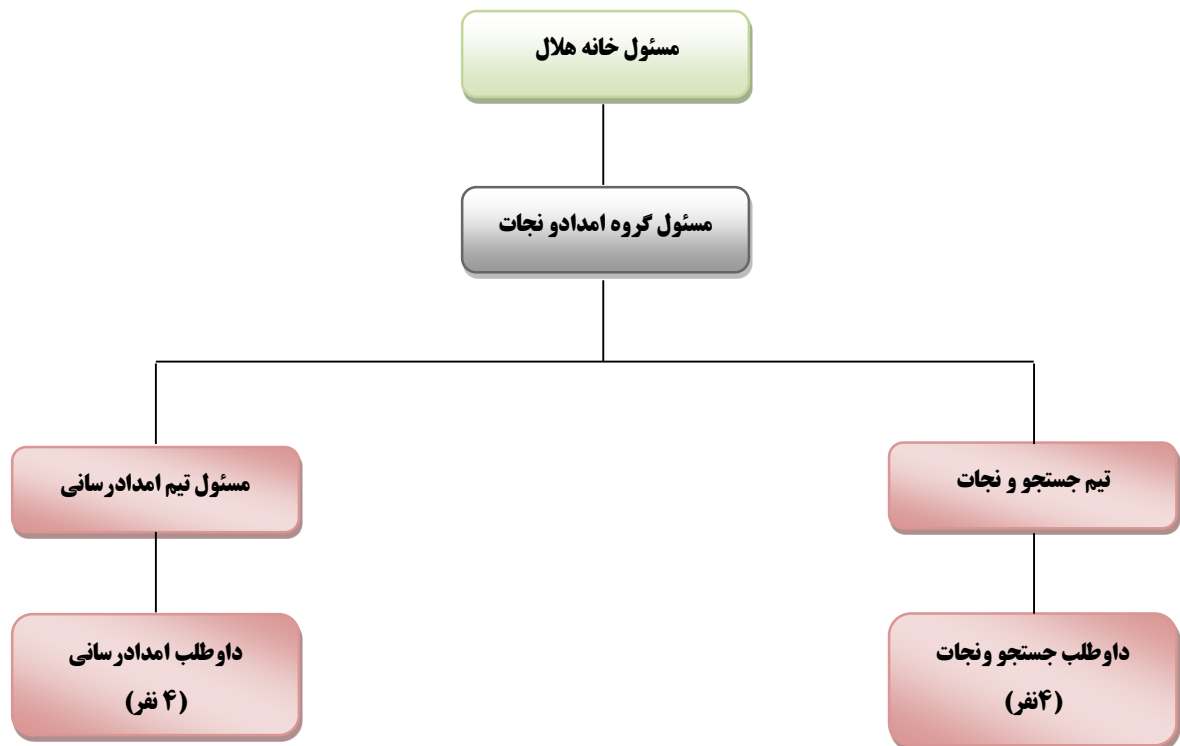 مسئول خانه هلال
مسئول گروه امدادو نجات
تیم جستجو و نجات
مسئول تیم امدادرسانی
داوطلب جستجو ونجات
(۴نفر)
داوطلب امدادرسانی
(۴ نفر)